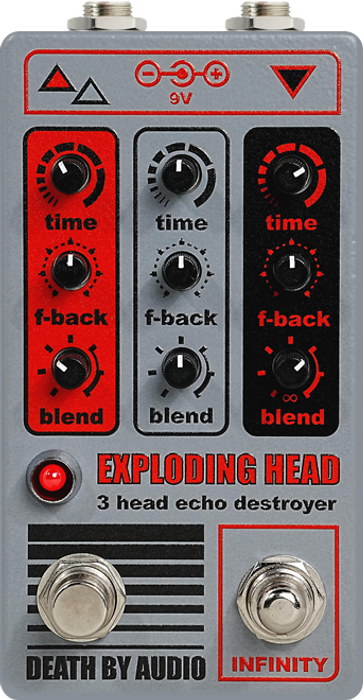 9V
time time time
f-back f-back f-back
blend blend ∞ blend
EXPLODING HEAD
3 head echo destroyer
DEATH BY AUDIO
INFINITY